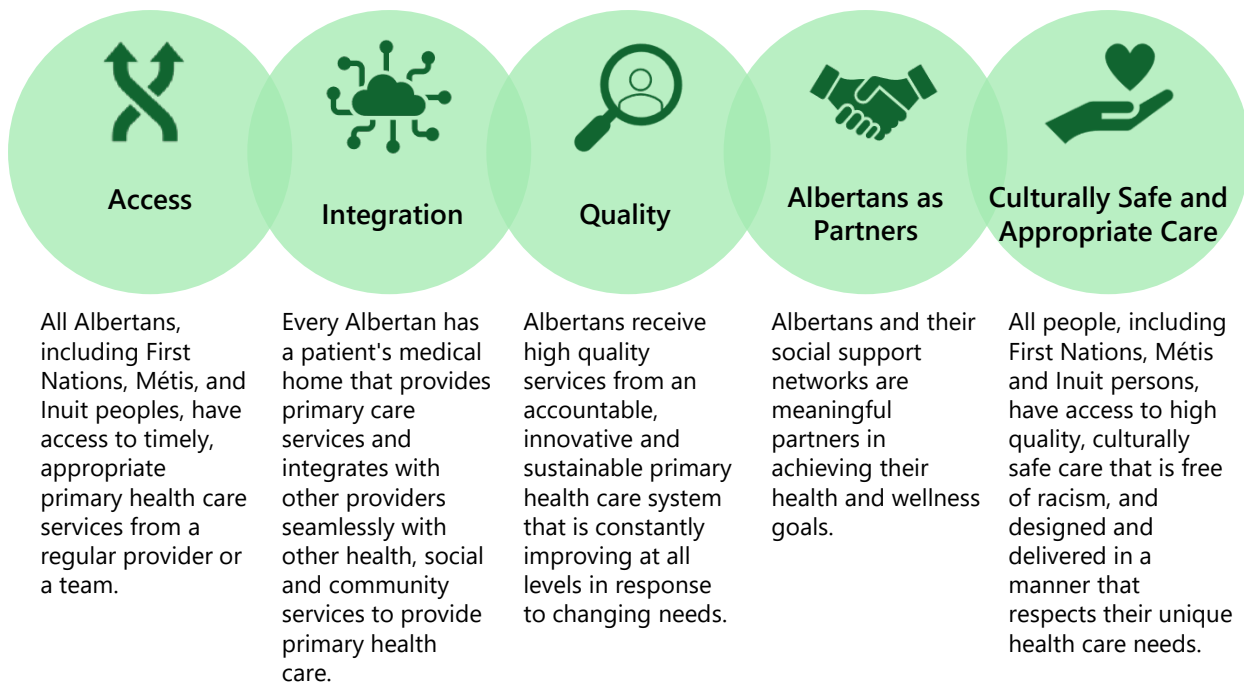 Access
All Albertans,
including First
Nations, Métis, and
Inuit peoples, have
access to timely,
appropriate
primary health care
services from a
regular provider or
a team.
Integration
Every Albertan has
a patient's medical
home that provides
primary care
services and
integrates with
other providers
seamlessly with
other health, social
and community
services to provide
primary health
care.
Quality
Albertans receive
high quality
services from an
accountable,
innovative and
sustainable primary
health care system
that is constantly
improving at all
levels in response
to changing needs.
Albertans as
Partners
Albertans and their
social support
networks are
meaningful
partners in
achieving their
health and wellness
goals.
Culturally Safe and
Appropriate Care
All people, including
First Nations, Métis
and Inuit persons,
have access to high
quality, culturally
safe care that is free
of racism, and
designed and
delivered in a
manner that
respects their unique
health care needs.